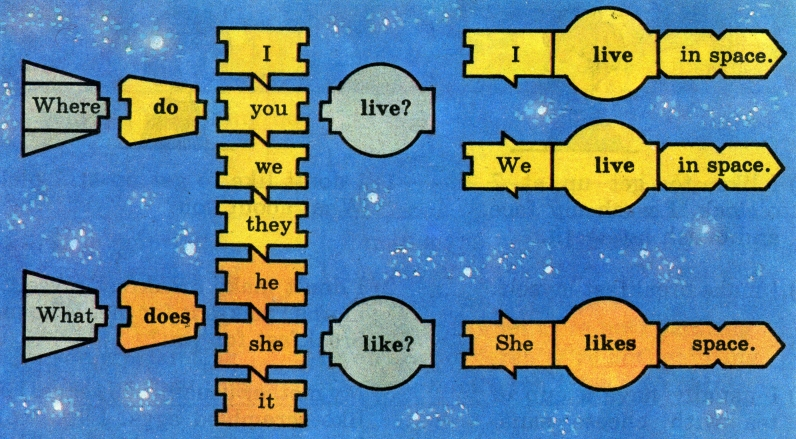 Where do
I
you
we
they
he
she
it
live?
I live in space.
We live in space.
What does
like?
She likes space.